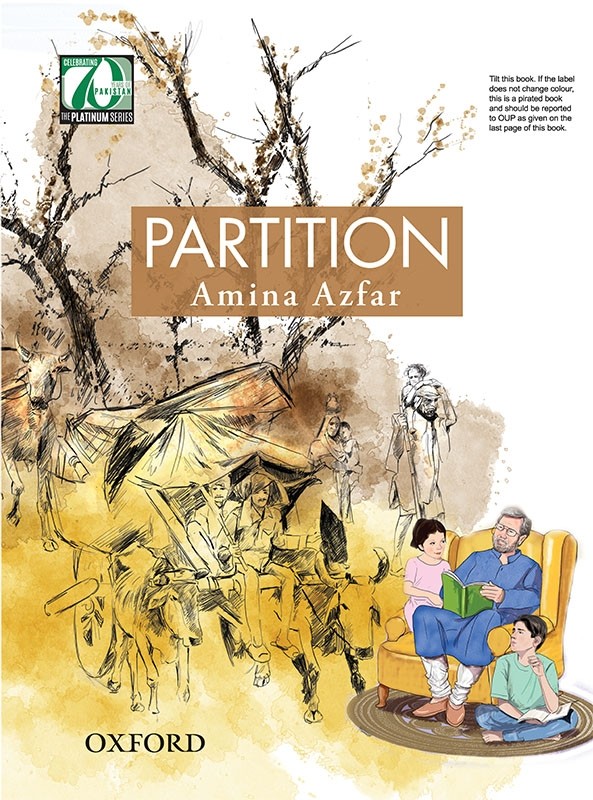 CELEBRATING
70
YEARS OF
PAKISTAN
THE PLATINUM SERIES
Tilt this book. If the label
does not change colour,
this is a pirated book
and should be reported
to OUP as given on the
last page of this book.
PARTITION
Amina Azfar
OXFORD